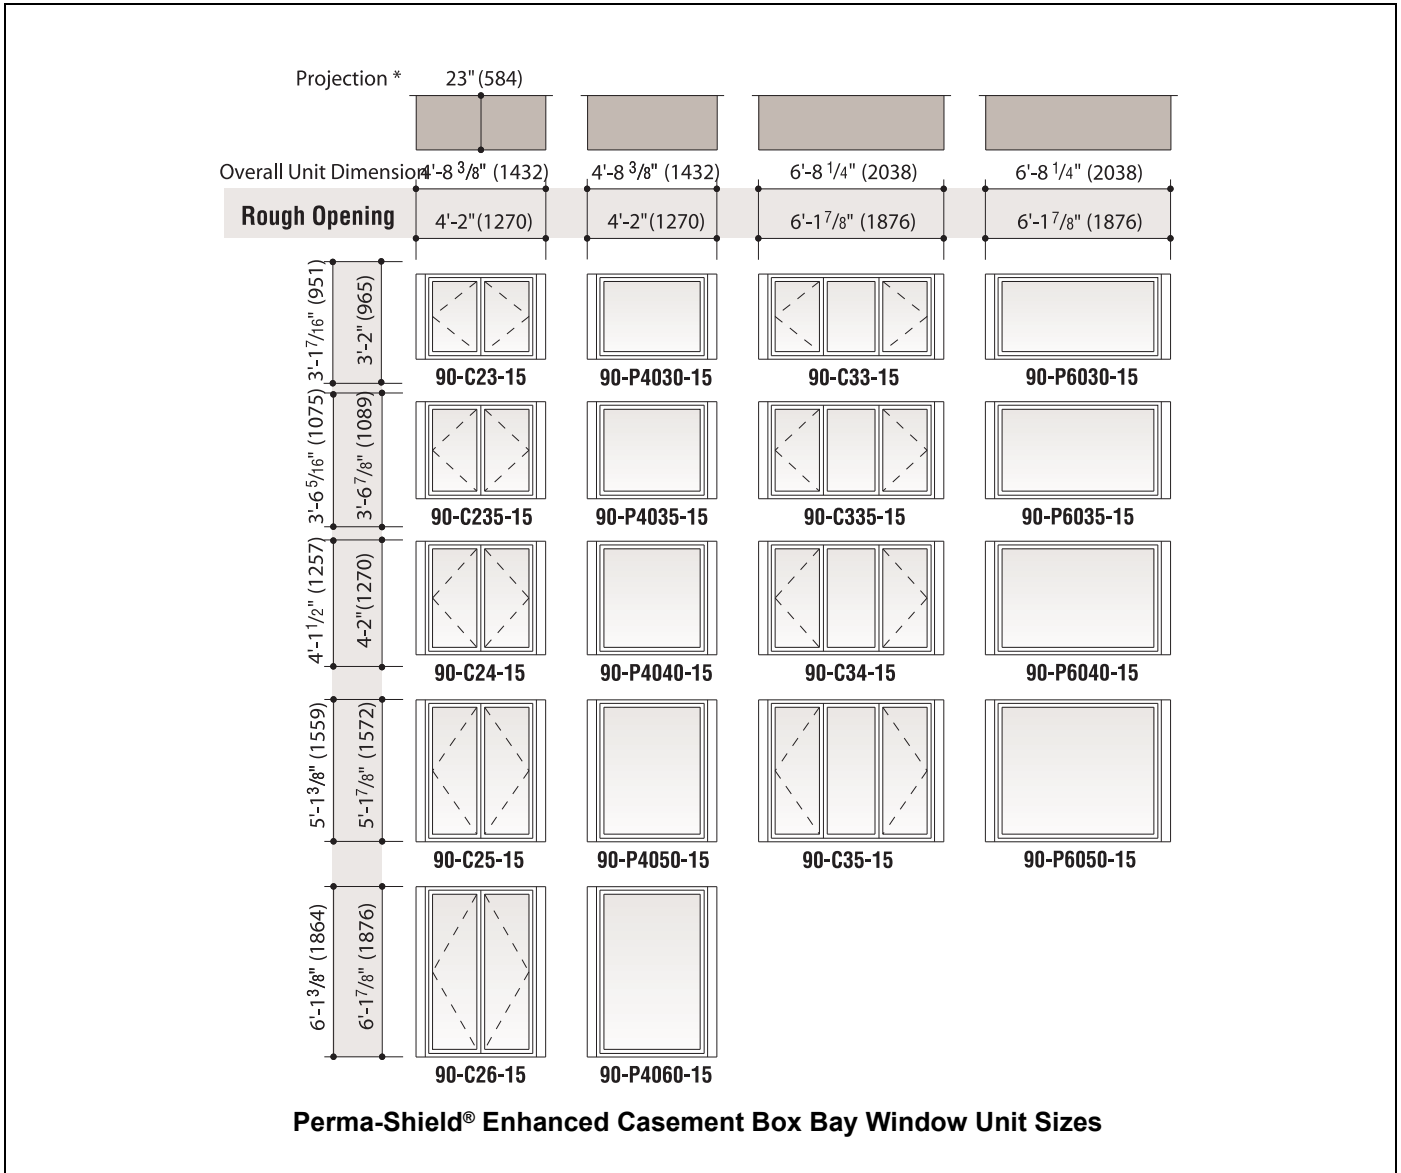 Projection * 23" (584)
Overall Unit Dimension 4'-8 3/8" (1432) 4'-8 3/8" (1432) 6'-8 1/4" (2038) 6'-8 1/4" (2038)
Rough Opening 4'-2" (1270) 4'-2" (1270) 6'-1 7/8" (1876) 6'-1 7/8" (1876)
3'-1 7/16" (951) 3'-2" (965)
90-C23-15 90-P4030-15 90-C33-15 90-P6030-15
3'-6 5/16" (1075) 3'-6 7/8" (1089)
90-C235-15 90-P4035-15 90-C335-15 90-P6035-15
4'-1 1/2" (1257) 4-2" (1270)
90-C24-15 90-P4040-15 90-C34-15 90-P6040-15
5'-1 3/8" (1559) 5'-1 7/8" (1572)
90-C25-15 90-P4050-15 90-C35-15 90-P6050-15
6'-1 3/8" (1864) 6'-1 7/8" (1876)
90-C26-15 90-P4060-15
Perma-Shield® Enhanced Casement Box Bay Window Unit Sizes